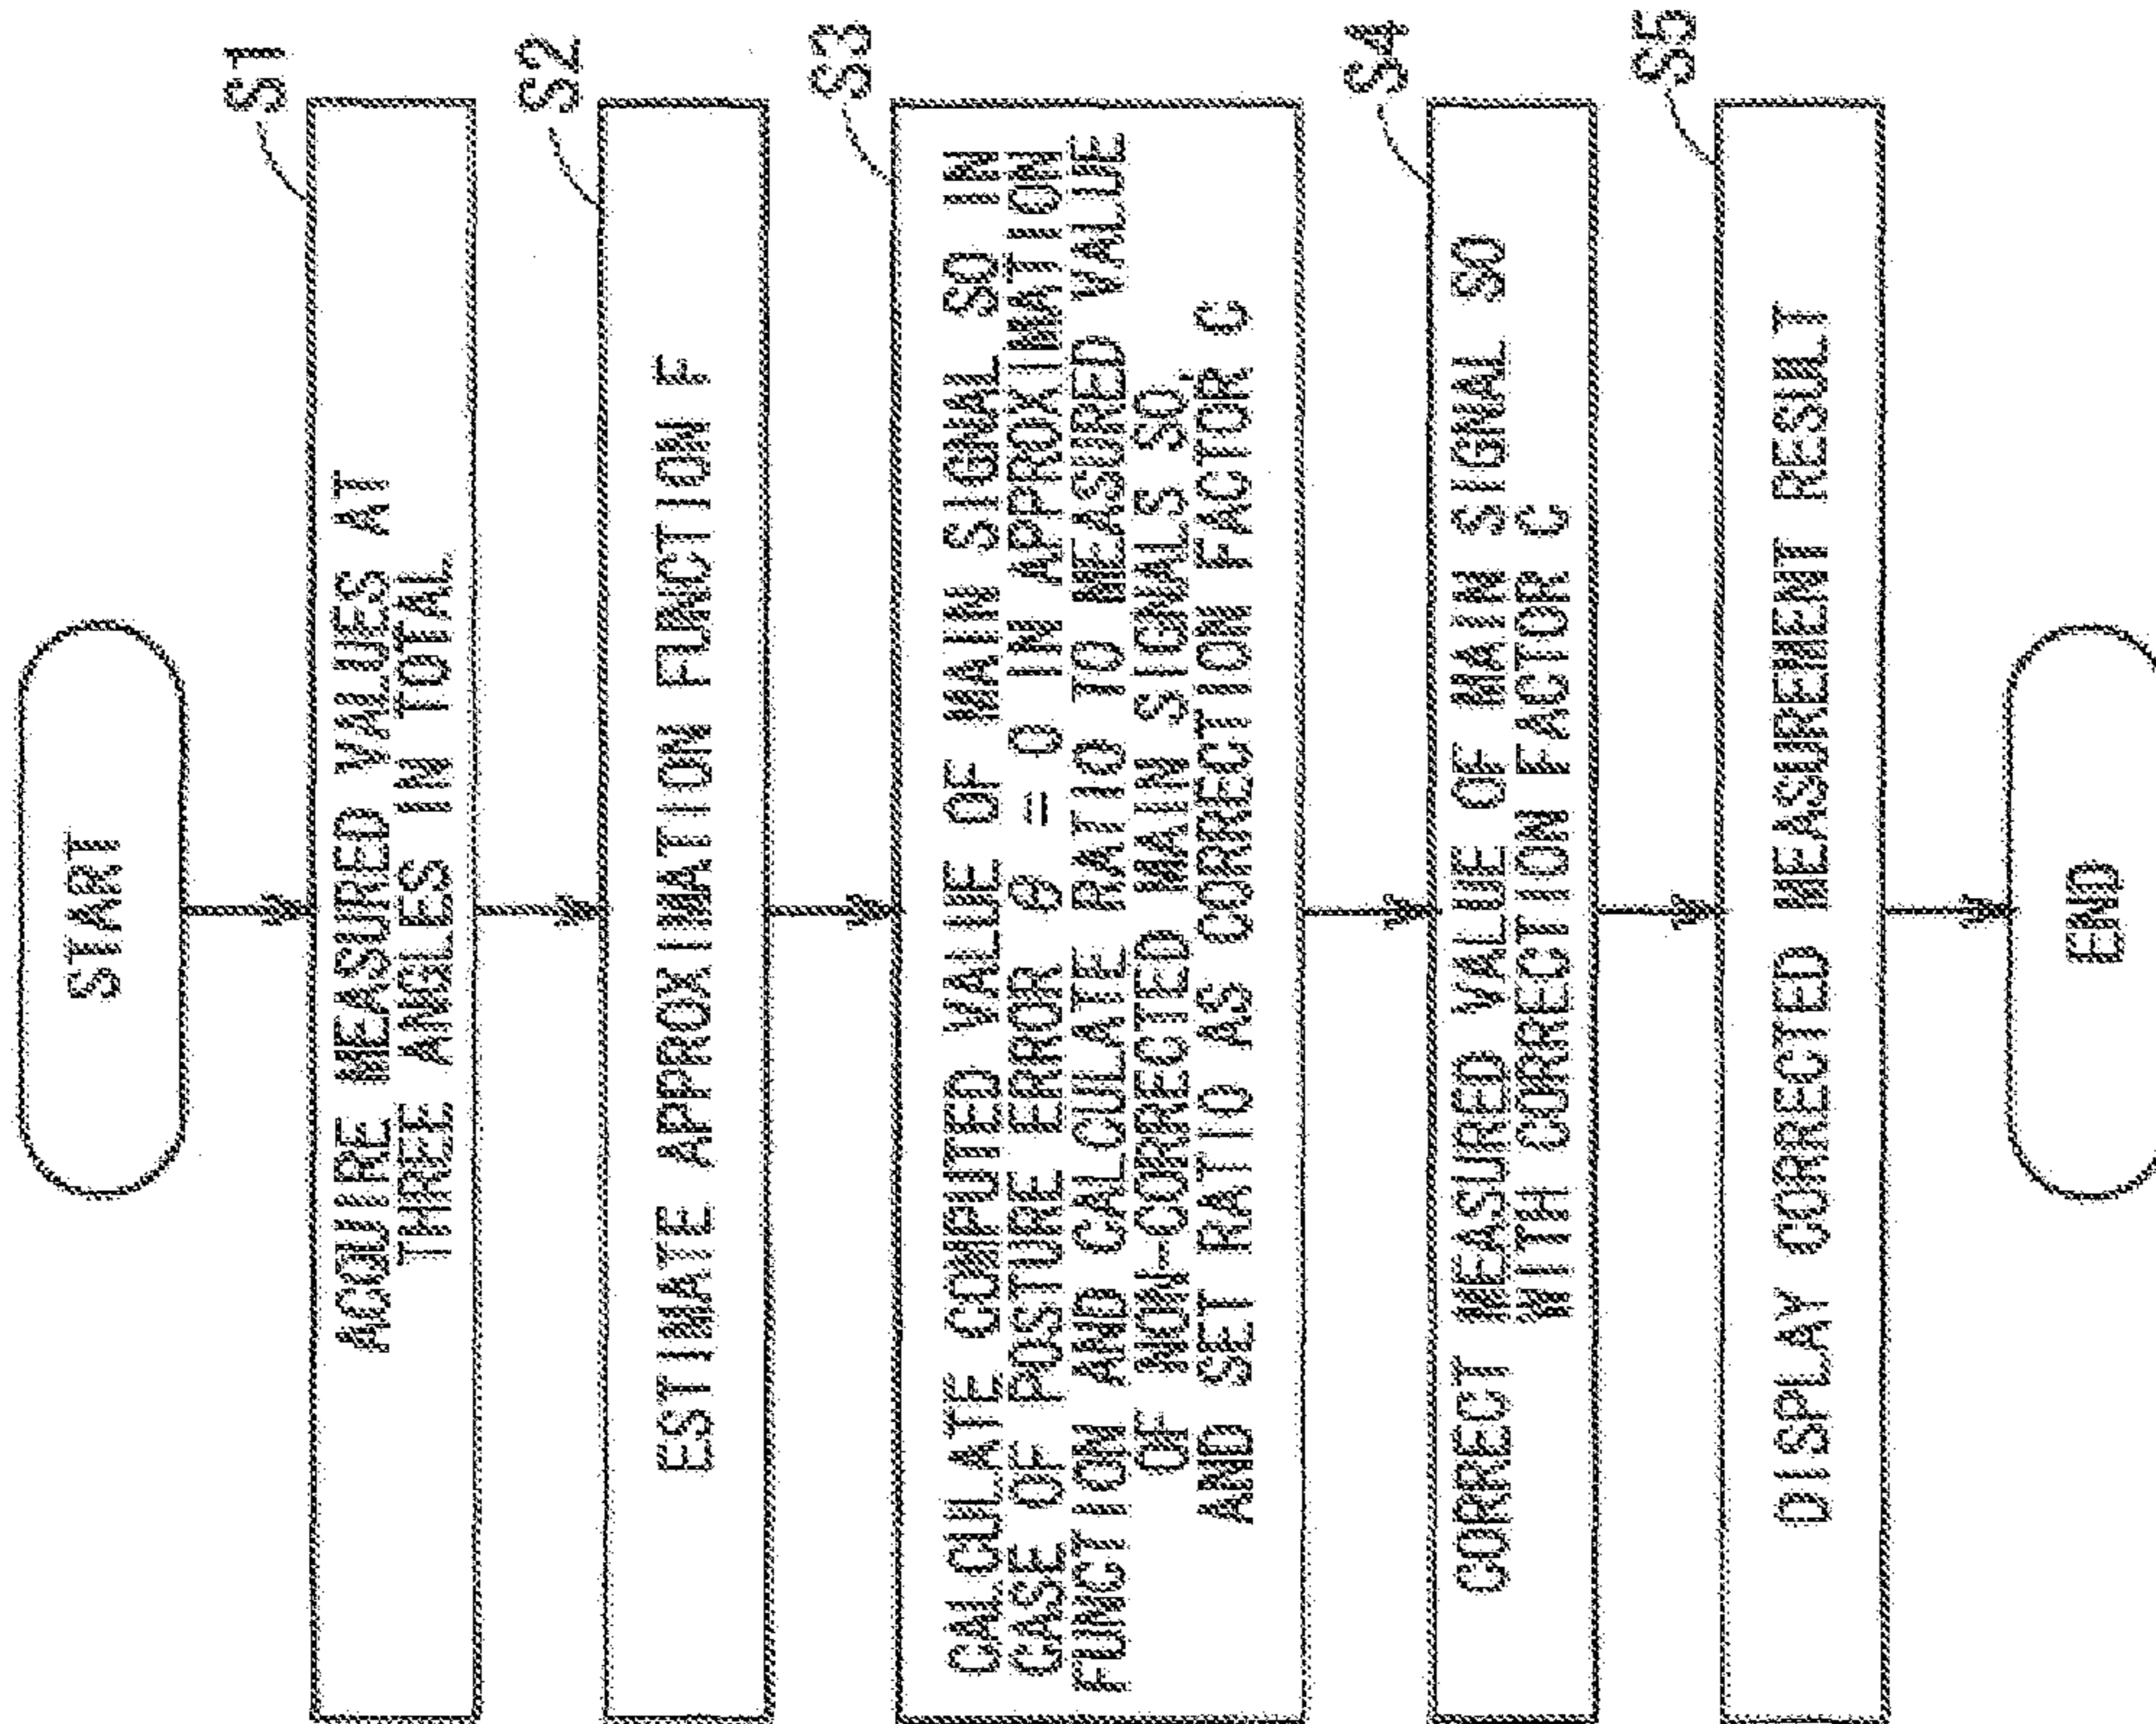 START
S1
ACQUIRE MEASURED VALUES AT
THREE ANGLES IN TOTAL
S2
ESTIMATE APPROXIMATION FUNCTION F
S3
CALCULATE COMPUTED VALUE OF MAIN SIGNAL S0 IN
CASE OF POSTURE ERROR θ = 0 IN APPROXIMATION
FUNCTION AND CALCULATE RATIO TO MEASURED VALUE
OF NON-CORRECTED MAIN SIGNALS S0,
AND SET RATIO AS CORRECTION FACTOR C
S4
CORRECT MEASURED VALUE OF MAIN SIGNAL S0
WITH CORRECTION FACTOR C
S5
DISPLAY CORRECTED MEASUREMENT RESULT
END